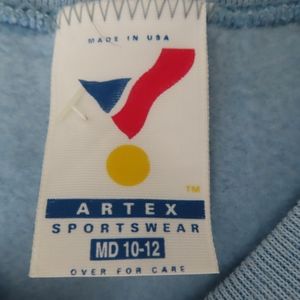 MADE IN USA
TM
ARTEX
SPORTSWEAR
MD 10-12
OVER FOR CARE